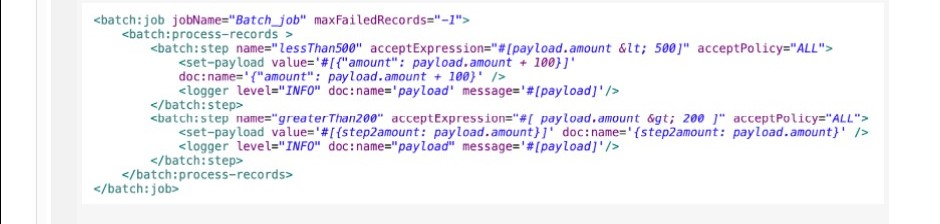 <batch:job jobName="Batch_job" maxFailedRecords="-1">
<batch:process-records >
<batch:step name="lessThan500" acceptExpression="#[payload.amount &lt; 500]" acceptPolicy="ALL">
<set-payload value='#[{"amount": payload.amount + 100}]'
doc:name='{"amount": payload.amount + 100}' />
<logger level="INFO" doc:name='payload' message='#[payload]'/>
</batch:step>
<batch:step name="greaterThan200" acceptExpression="#[ payload.amount &gt; 200 ]" acceptPolicy="ALL">
<set-payload value='#[{step2amount: payload.amount}]' doc:name='{step2amount: payload.amount}' />
<logger level="INFO" doc:name="payload" message='#[payload]'/>
</batch:step>
</batch:process-records>
</batch:job>